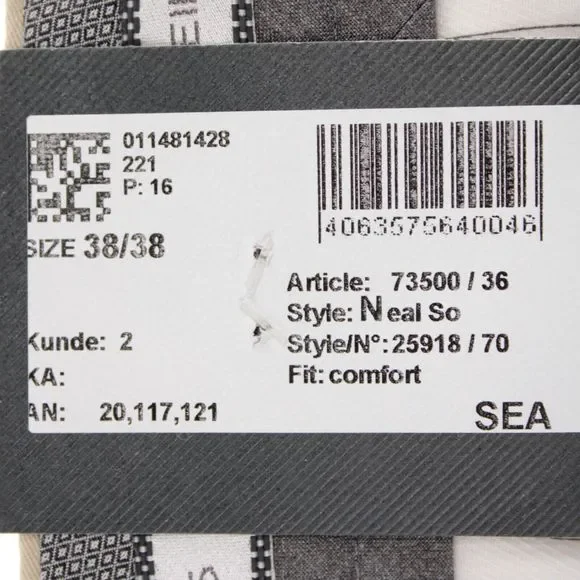 011481428
221
P: 16
4063575640046
SIZE 38/38
Article: 73500 / 36
Style: Neal So
Style/N°:25918 / 70
Fit: comfort
Kunde: 2
KA:
AN: 20,117,121
SEA